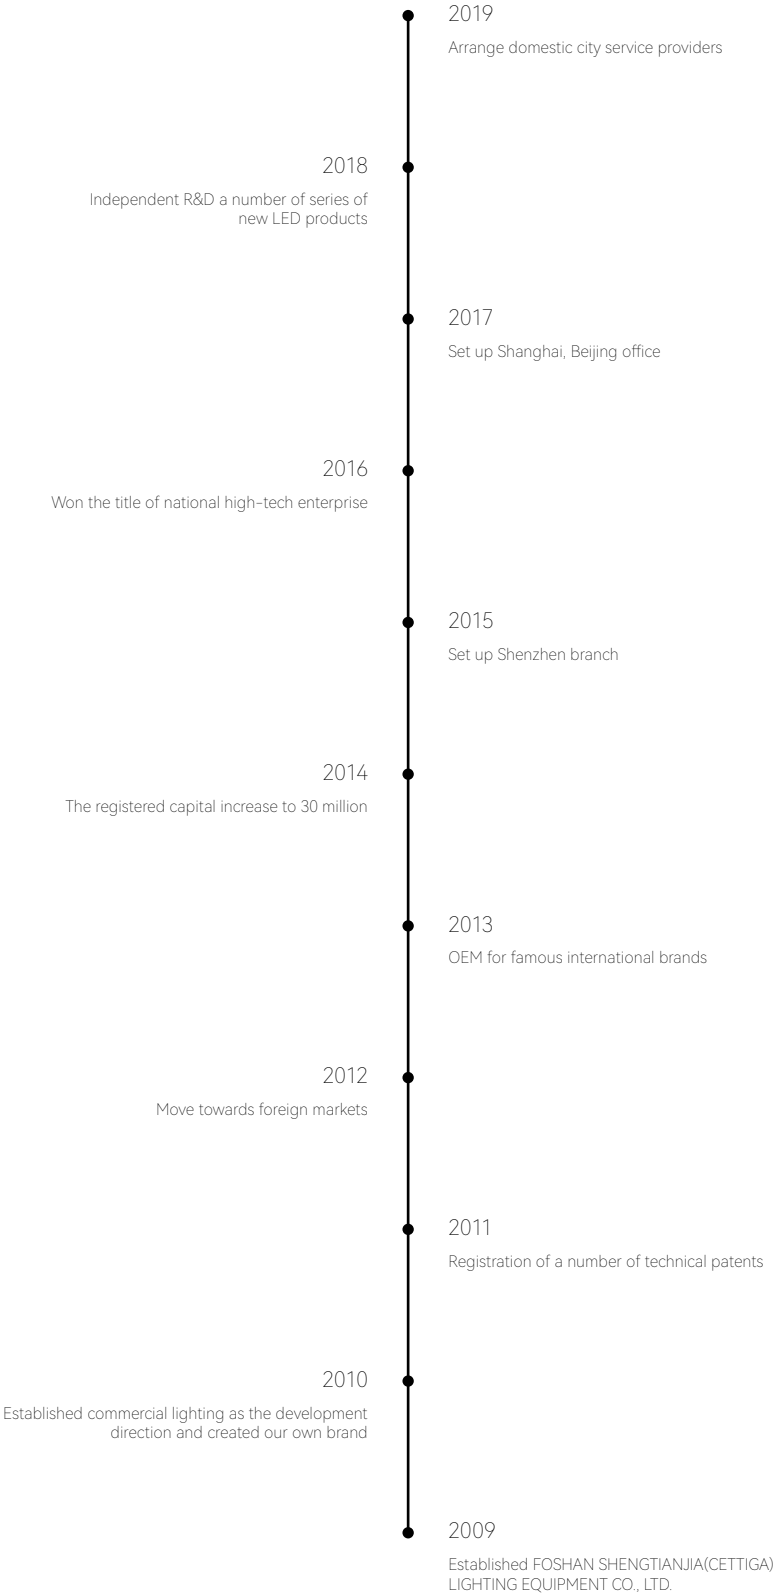 2019
Arrange domestic city service providers
2018
Independent R&D a number of series of
new LED products
2017
Set up Shanghai, Beijing office
2016
Won the title of national high-tech enterprise
2015
Set up Shenzhen branch
2014
The registered capital increase to 30 million
2013
OEM for famous international brands
2012
Move towards foreign markets
2011
Registration of a number of technical patents
2010
Established commercial lighting as the development
direction and created our own brand
2009
Established FOSHAN SHENGTIANJIA(CETTIGA)
LIGHTING EQUIPMENT CO., LTD.